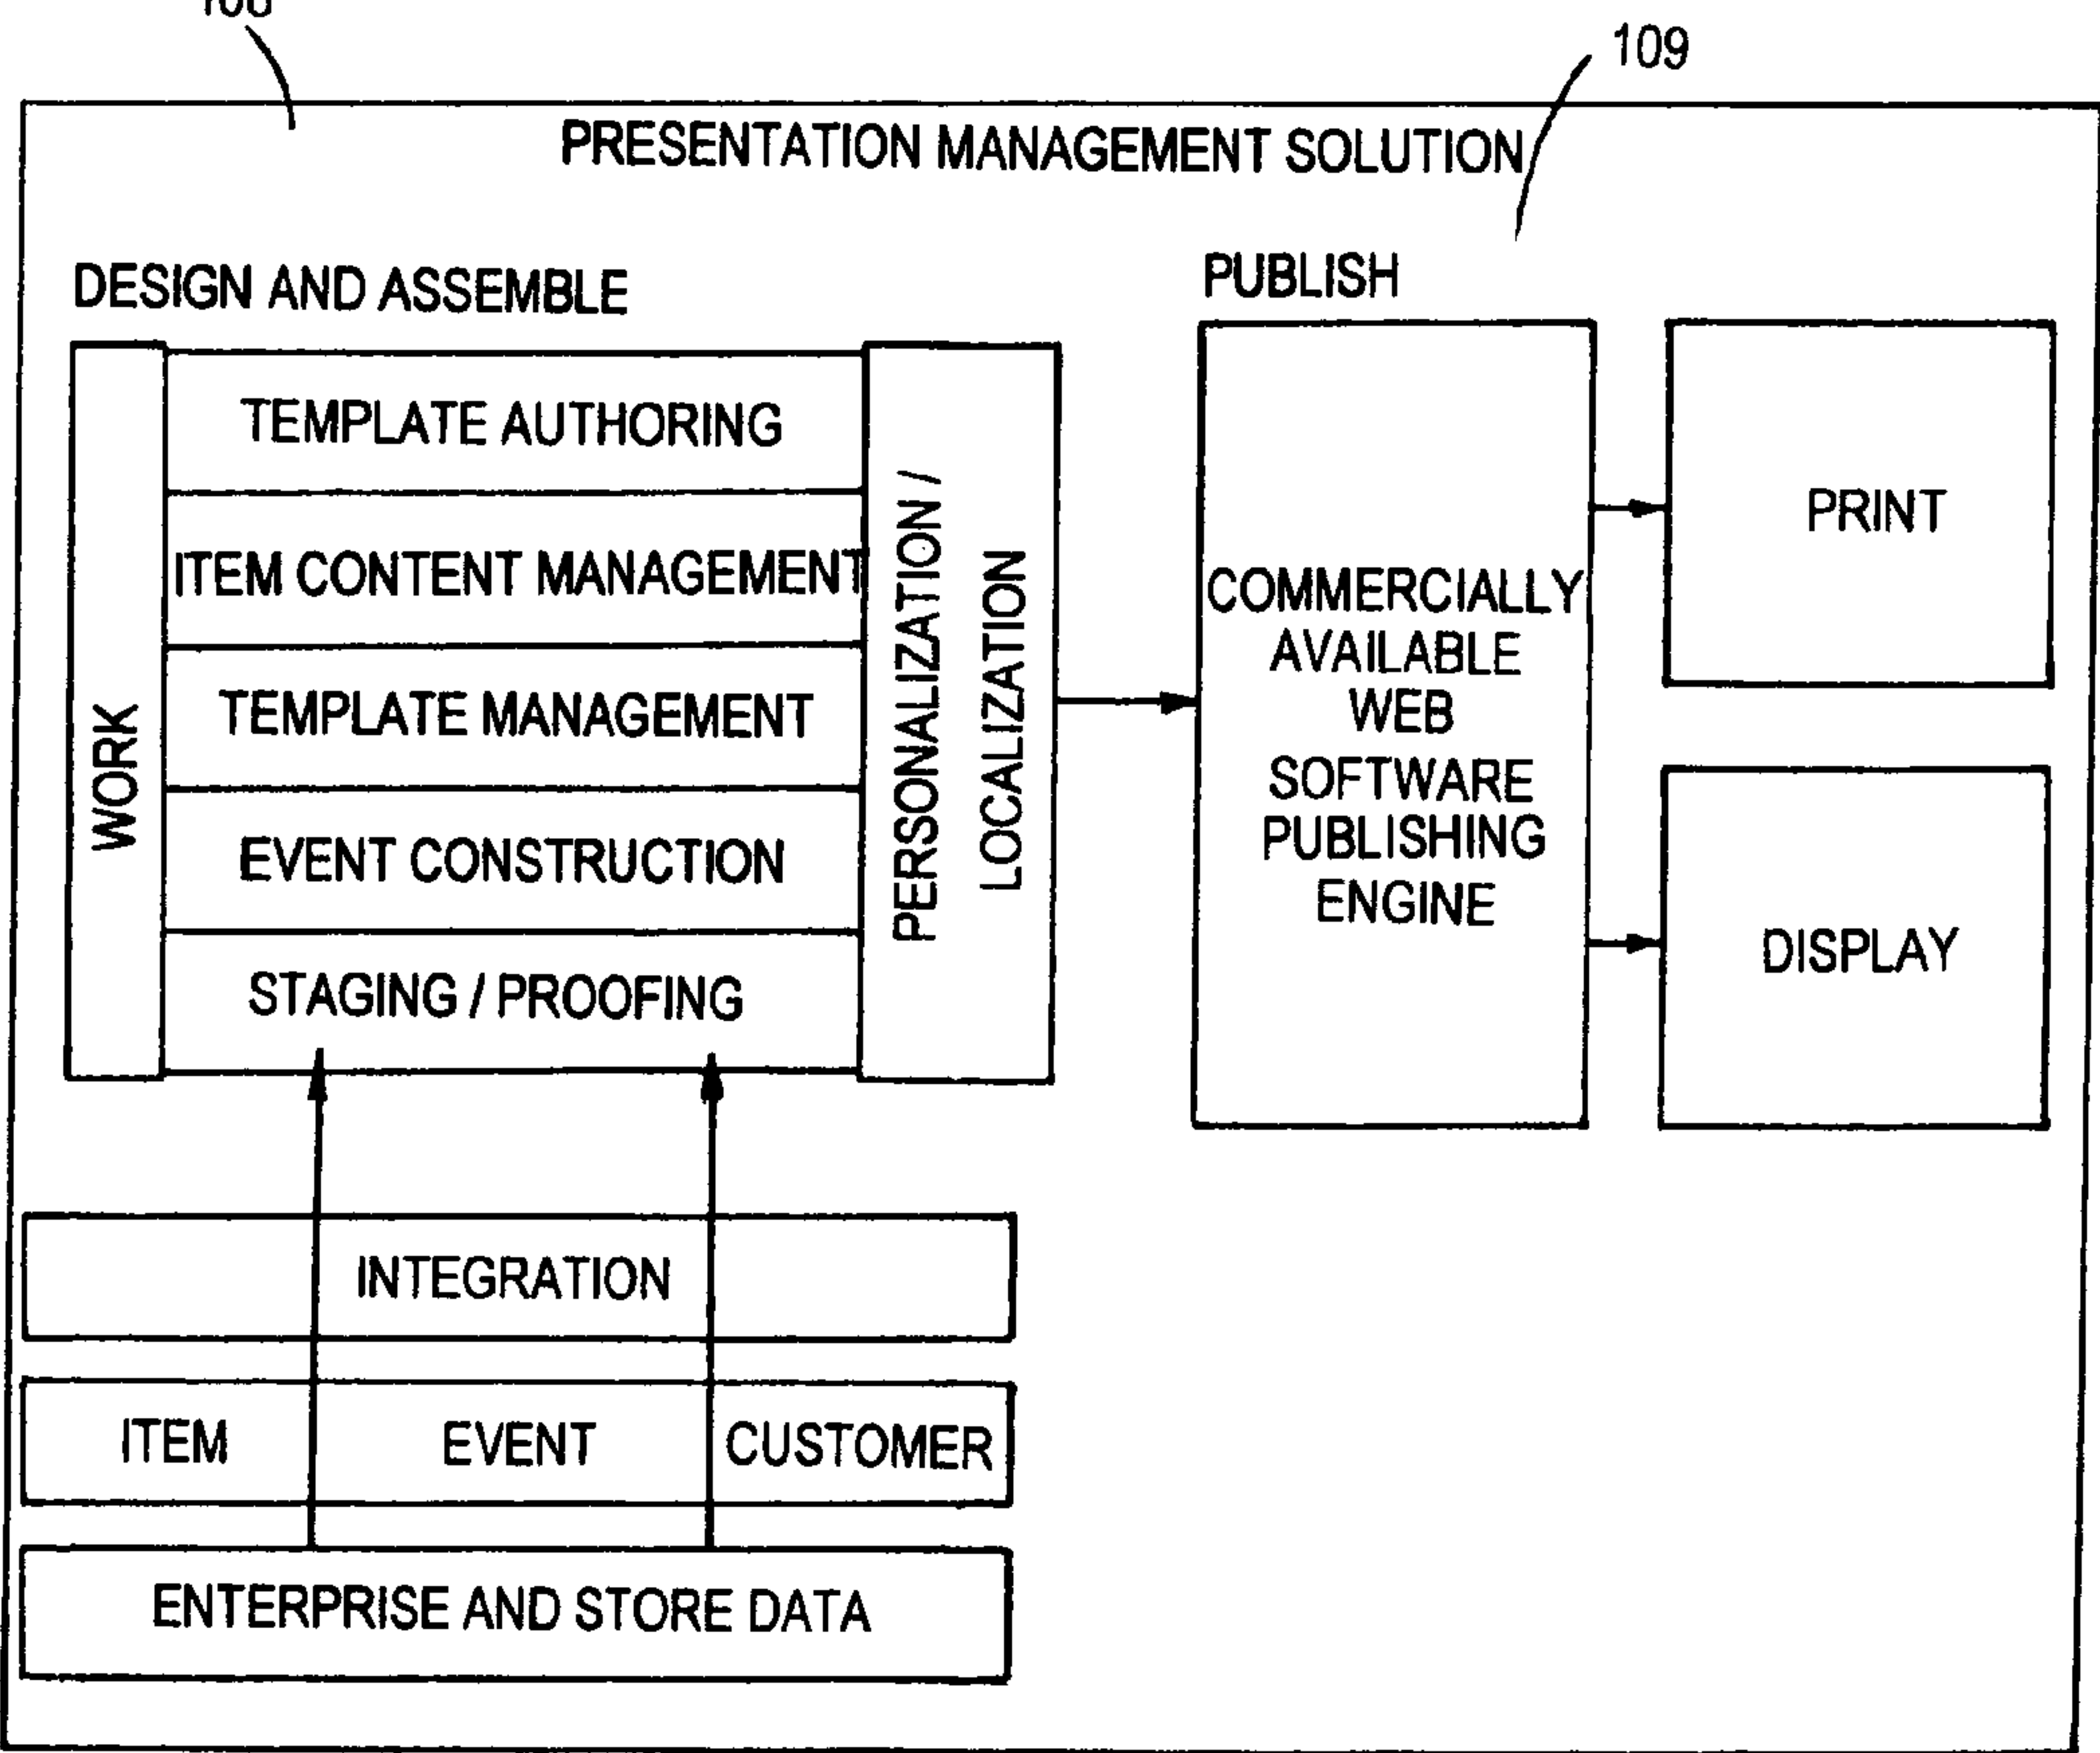 109
PRESENTATION MANAGEMENT SOLUTION
DESIGN AND ASSEMBLE
WORK
TEMPLATE AUTHORING
ITEM CONTENT MANAGEMENT
TEMPLATE MANAGEMENT
EVENT CONSTRUCTION
STAGING / PROOFING
PERSONALIZATION /
LOCALIZATION
PUBLISH
COMMERCIALLY
AVAILABLE
WEB
SOFTWARE
PUBLISHING
ENGINE
PRINT
DISPLAY
INTEGRATION
ITEM
EVENT
CUSTOMER
ENTERPRISE AND STORE DATA